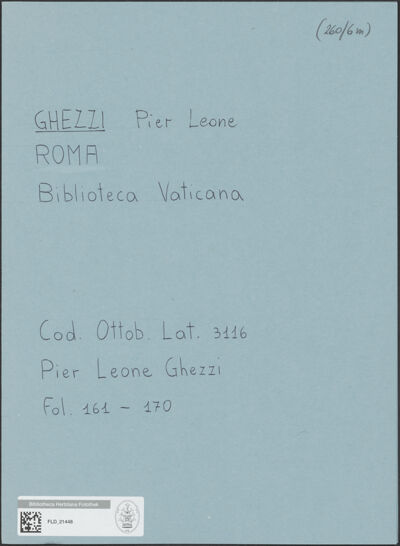 (260/6 m)
GHEZZI Pier Leone
ROMA
Biblioteca Vaticana
Cod. Ottob. Lat. 3116
Pier Leone Ghezzi
Fol. 161 - 170
Bibliotheca Hertziana Fotothek
FLD_21448